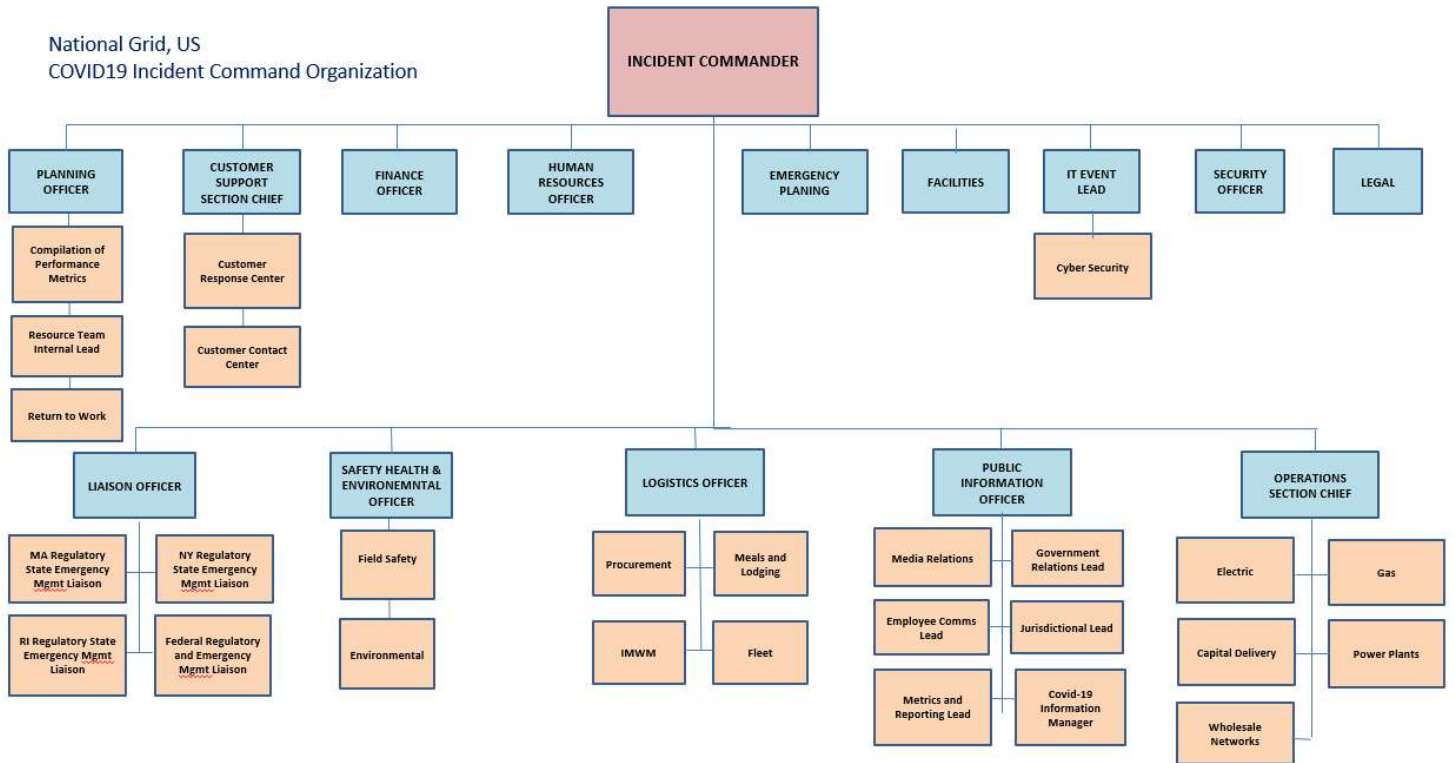 National Grid, US
COVID19 Incident Command Organization
INCIDENT COMMANDER
PLANNING
OFFICER
CUSTOMER
SUPPORT
SECTION CHIEF
FINANCE
OFFICER
HUMAN
RESOURCES
OFFICER
EMERGENCY
PLANING
FACILITIES
IT EVENT
LEAD
SECURITY
OFFICER
LEGAL
Compilation of
Performance
Metrics
Customer
Response Center
Cyber Security
Resource Team
Internal Lead
Customer Contact
Center
Return to Work
LIAISON OFFICER
SAFETY HEALTH &
ENVIRONEMNTAL
OFFICER
LOGISTICS OFFICER
PUBLIC
INFORMATION
OFFICER
OPERATIONS
SECTION CHIEF
MA Regulatory
State Emergency
Mgmt Liaison
NY Regulatory
State Emergency
Mgmt Liaison
Field Safety
Procurement
Meals and
Lodging
Media Relations
Government
Relations Lead
Electric
Gas
RI Regulatory State
Emergency Mgmt
Liaison
Federal Regulatory
and Emergency
Mgmt Liaison
Environmental
IMWM
Fleet
Employee Comms
Lead
Jurisdictional Lead
Capital Delivery
Power Plants
Metrics and
Reporting Lead
Covid-19
Information
Manager
Wholesale
Networks